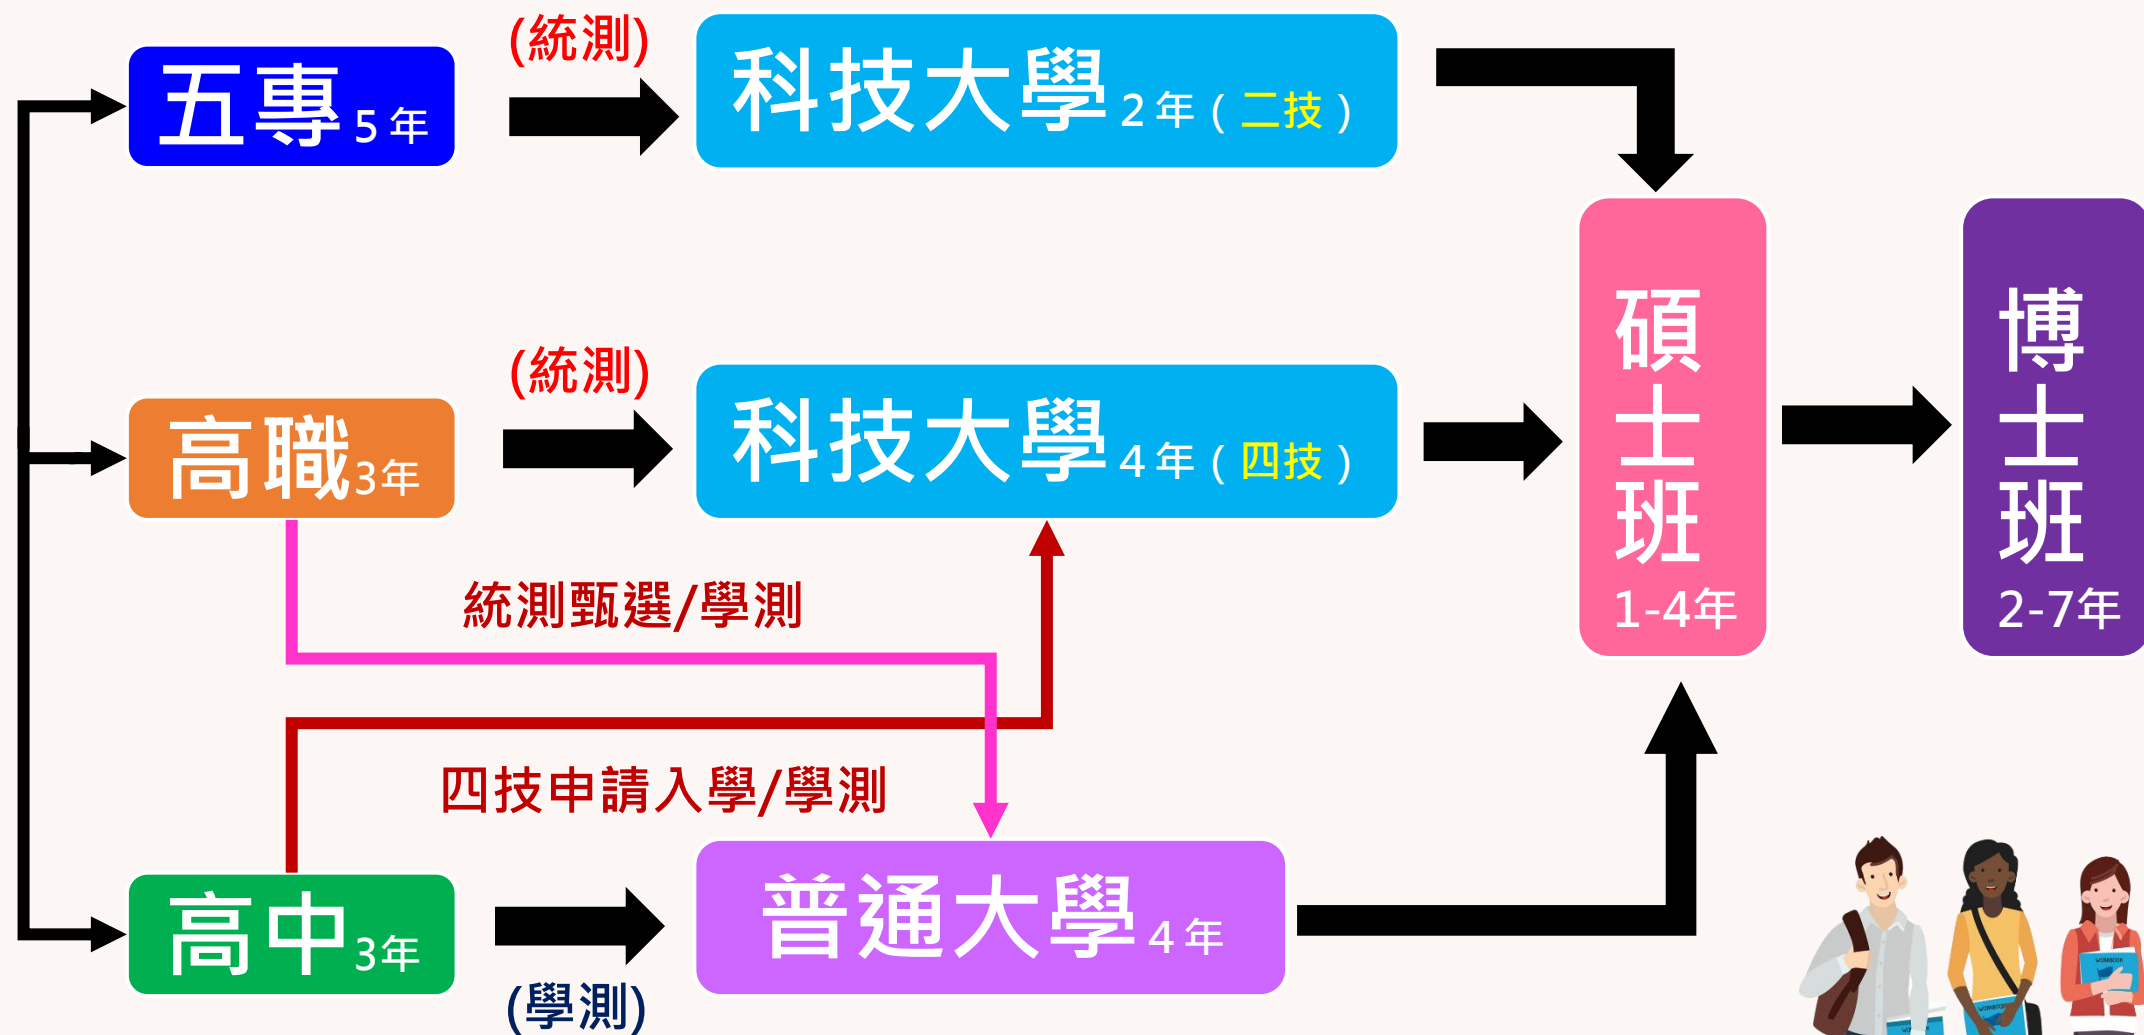 (統測)
五專5年
科技大學2年(二技)
(統測)
高職3年
科技大學4年(四技)
碩士班
1-4年
博士班
2-7年
統測甄選/學測
四技申請入學/學測
高中3年
普通大學4年
(學測)
WORKBOOK
WORKBOOK
WORKBOOK